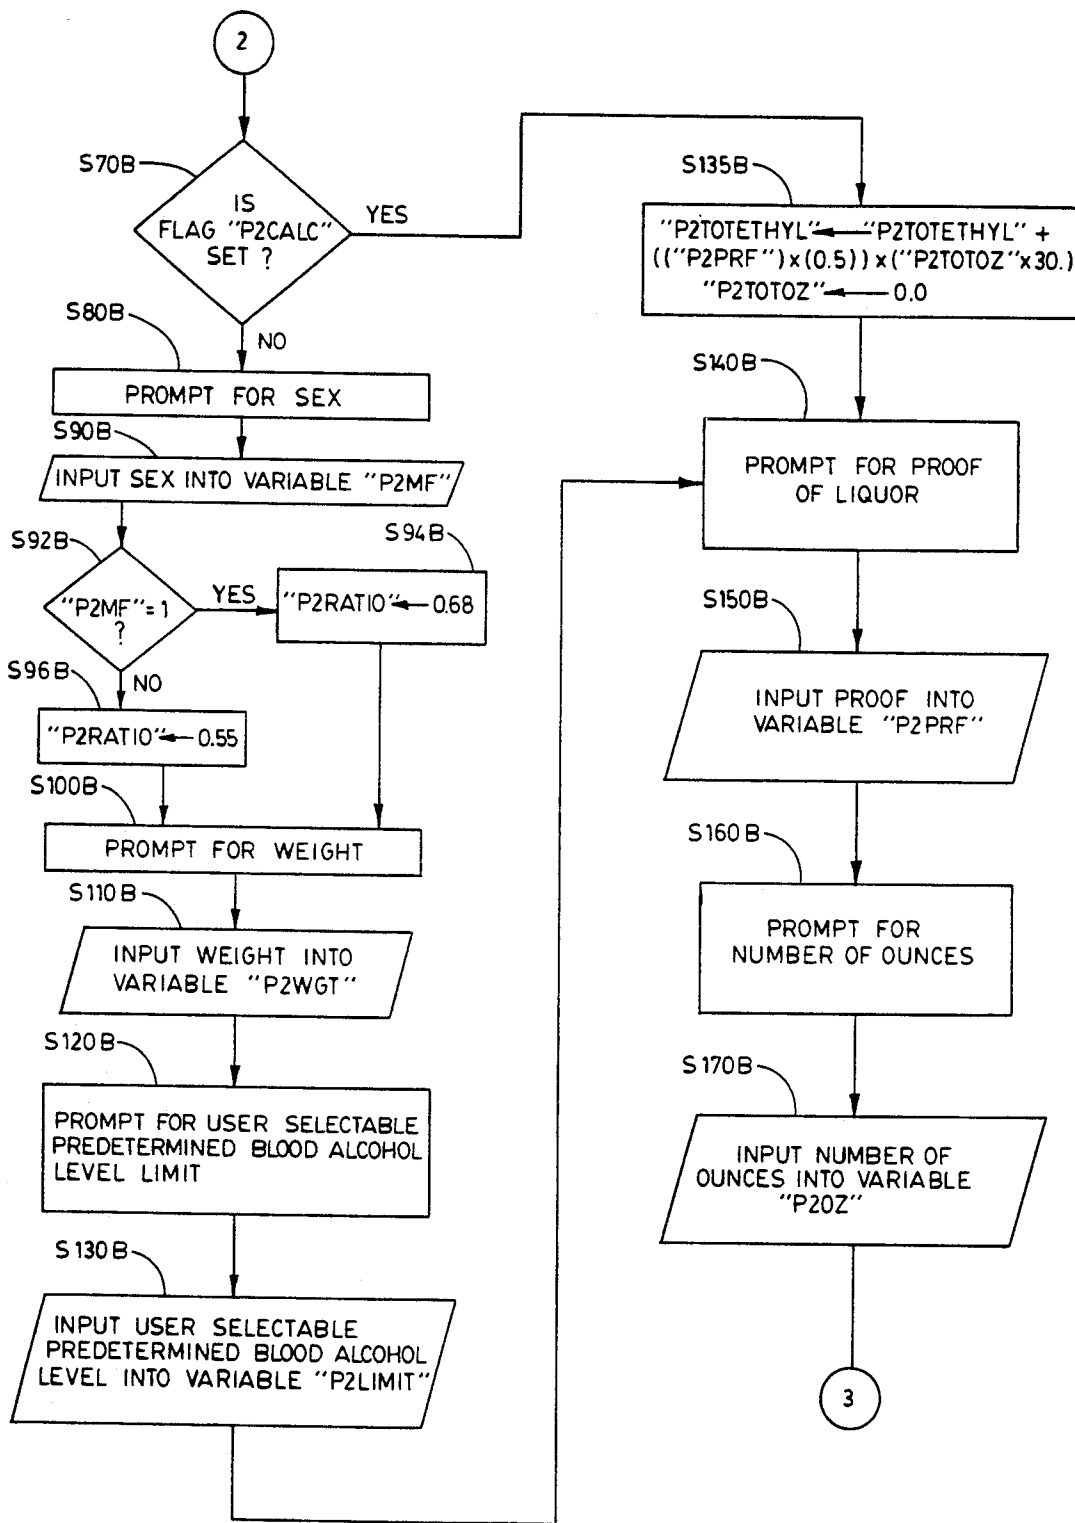 2
S70B
IS
FLAG "P2CALC"
SET ?
YES
NO
S80B
PROMPT FOR SEX
S90B
INPUT SEX INTO VARIABLE "P2MF"
S92B
"P2MF"=1
?
YES
S94B
"P2RATIO"←0.68
NO
S96B
"P2RATIO"←0.55
S100B
PROMPT FOR WEIGHT
S110B
INPUT WEIGHT INTO
VARIABLE "P2WGT"
S120B
PROMPT FOR USER SELECTABLE
PREDETERMINED BLOOD ALCOHOL
LEVEL LIMIT
S130B
INPUT USER SELECTABLE
PREDETERMINED BLOOD ALCOHOL
LEVEL INTO VARIABLE "P2LIMIT"
S135B
"P2TOTETHYL"←"P2TOTETHYL" +
(("P2PRF")x(0.5))x("P2TOTOZ"x30.)
"P2TOTOZ"←0.0
S140B
PROMPT FOR PROOF
OF LIQUOR
S150B
INPUT PROOF INTO
VARIABLE "P2PRF"
S160B
PROMPT FOR
NUMBER OF OUNCES
S170B
INPUT NUMBER OF
OUNCES INTO VARIABLE
"P2OZ"
3